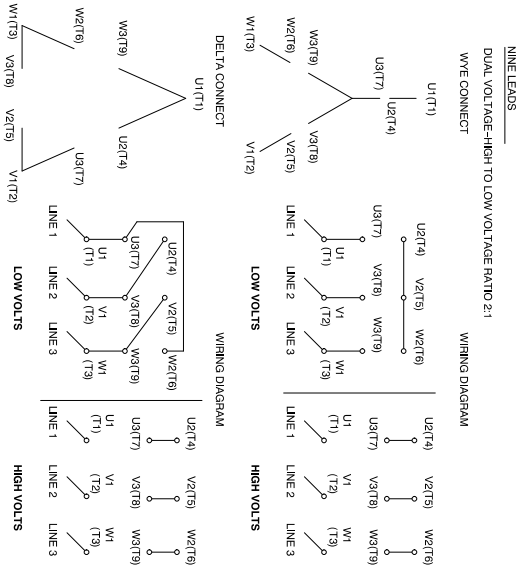 NINE LEADS
DUAL VOLTAGE–HIGH TO LOW VOLTAGE RATIO 2:1
WYE CONNECT
WIRING DIAGRAM
U1(T1)
U2(T4)
U3(T7)
W3(T9)
W2(T6)
W1(T3)
V3(T8)
V2(T5)
V1(T2)
U2(T4) V2(T5) W2(T6)
U3(T7) V3(T8) W3(T9)
U1 V1 W1
(T1) (T2) (T3)
LINE 1 LINE 2 LINE 3
LOW VOLTS
U2(T4) V2(T5) W2(T6)
U3(T7) V3(T8) W3(T9)
U1 V1 W1
(T1) (T2) (T3)
LINE 1 LINE 2 LINE 3
HIGH VOLTS
DELTA CONNECT
WIRING DIAGRAM
U1(T1)
W3(T9)
U2(T4)
W2(T6)
U3(T7)
W1(T3)
V3(T8)
V2(T5)
V1(T2)
U2(T4) V2(T5) W2(T6)
U3(T7) V3(T8) W3(T9)
U1 V1 W1
(T1) (T2) (T3)
LINE 1 LINE 2 LINE 3
LOW VOLTS
U2(T4) V2(T5) W2(T6)
U3(T7) V3(T8) W3(T9)
U1 V1 W1
(T1) (T2) (T3)
LINE 1 LINE 2 LINE 3
HIGH VOLTS